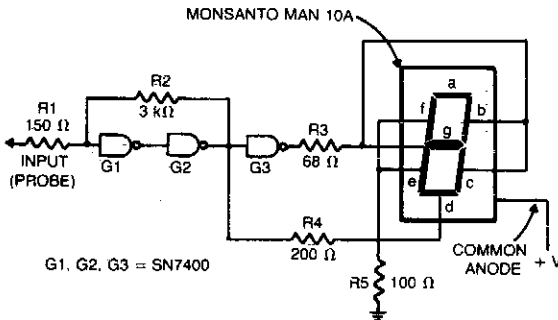 MONSANTO MAN 10A
R1
150 Ω
INPUT
(PROBE)
R2
3 kΩ
G1
G2
G3
R3
68 Ω
a
f
b
g
e
c
d
R4
200 Ω
R5
100 Ω
COMMON
ANODE
+ V
G1, G2, G3 = SN7400